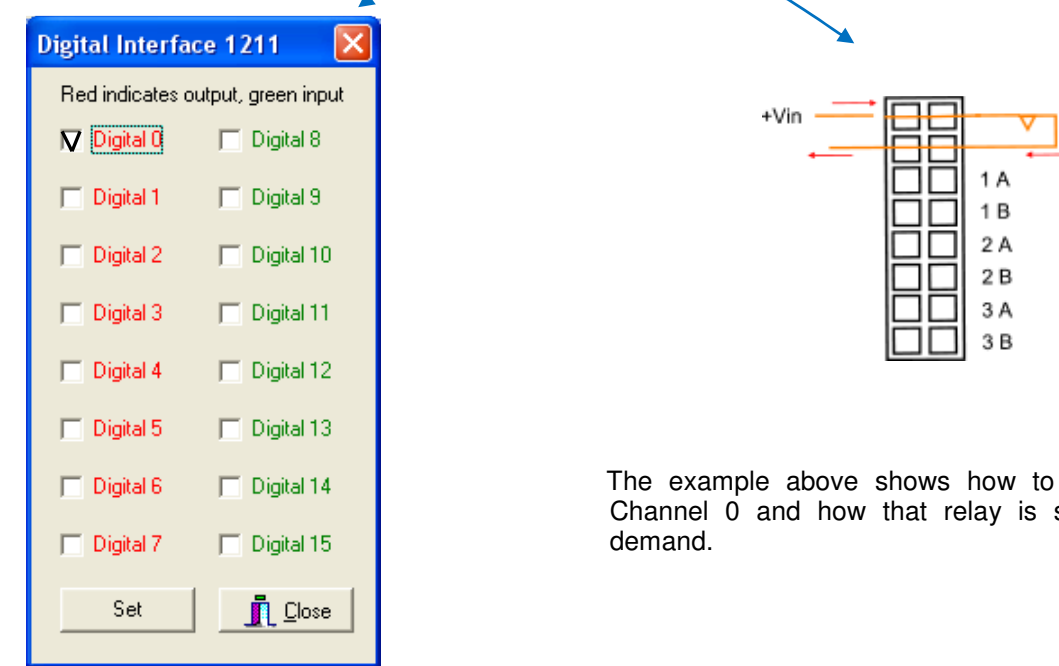 Digital Interface 1211
Red indicates output, green input
Digital 0 Digital 8
Digital 1 Digital 9
Digital 2 Digital 10
Digital 3 Digital 11
Digital 4 Digital 12
Digital 5 Digital 13
Digital 6 Digital 14
Digital 7 Digital 15
Set Close
+Vin
1 A
1 B
2 A
2 B
3 A
3 B
The example above shows how to
Channel 0 and how that relay is
demand.